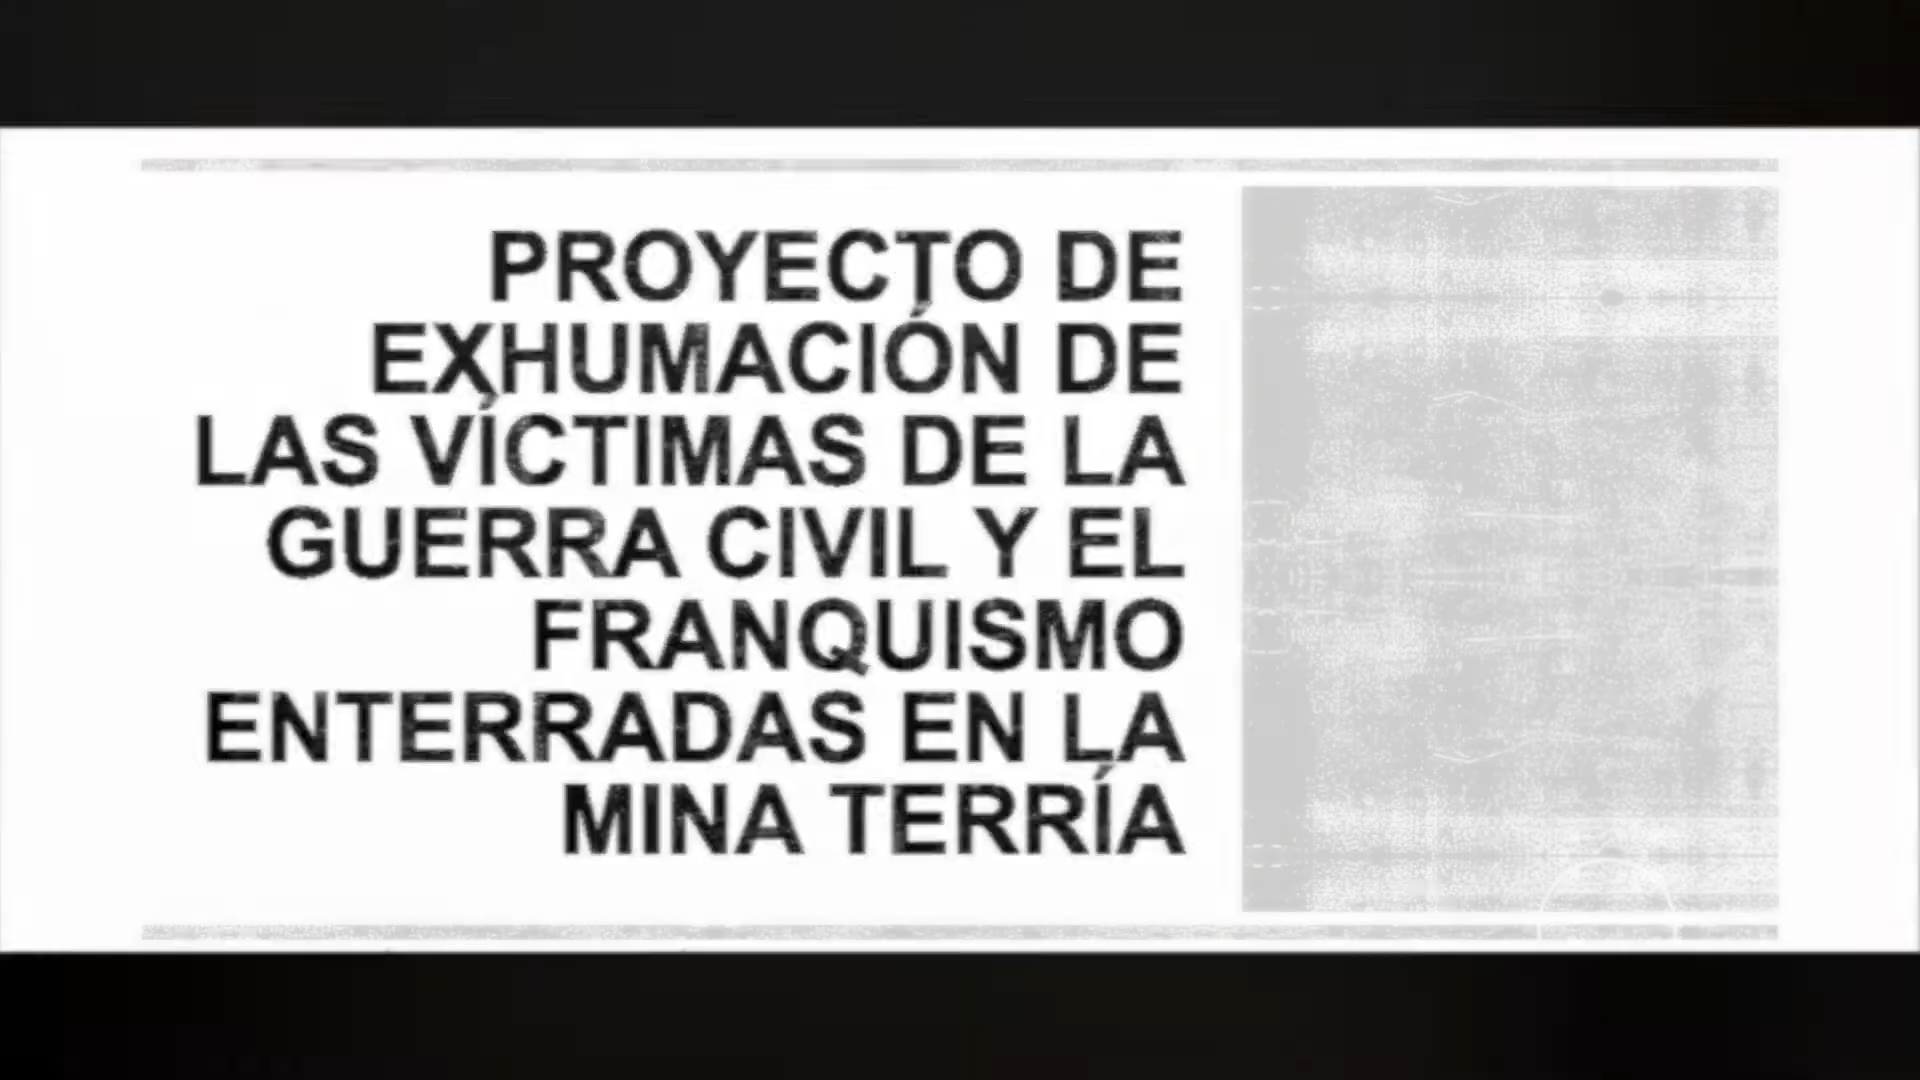 PROYECTO DE
EXHUMACIÓN DE
LAS VÍCTIMAS DE LA
GUERRA CIVIL Y EL
FRANQUISMO
ENTERRADAS EN LA
MINA TERRÍA